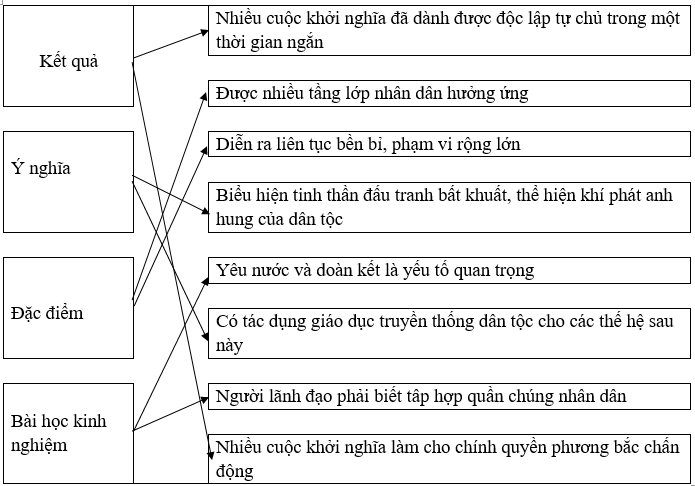 Kết quả
Nhiều cuộc khởi nghĩa đã dành được độc lập tự chủ trong một
thời gian ngắn
Được nhiều tầng lớp nhân dân hưởng ứng
Ý nghĩa
Diễn ra liên tục bền bỉ, phạm vi rộng lớn
Biểu hiện tinh thần đấu tranh bất khuất, thể hiện khí phát anh
hung của dân tộc
Đặc điểm
Yêu nước và doàn kết là yếu tố quan trọng
Có tác dụng giáo dục truyền thống dân tộc cho các thế hệ sau
này
Bài học kinh
nghiệm
Người lãnh đạo phải biết tâp hợp quần chúng nhân dân
Nhiều cuộc khởi nghĩa làm cho chính quyền phương bắc chấn
động